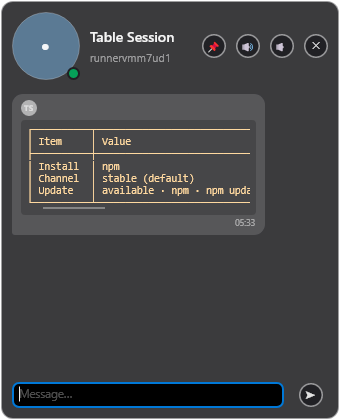 Table Session
runnervmm7ud1
TS
Item Value
Install npm
Channel stable (default)
Update available · npm · npm upda
05:33
Message...